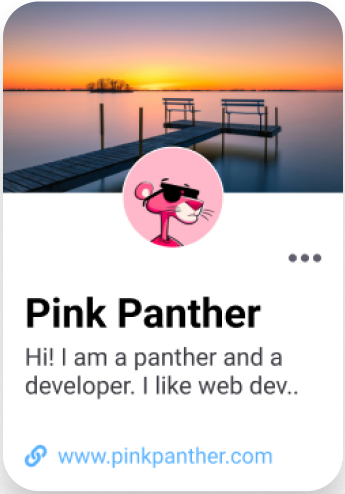 Pink Panther
Hi! I am a panther and a
developer. I like web dev..
www.pinkpanther.com